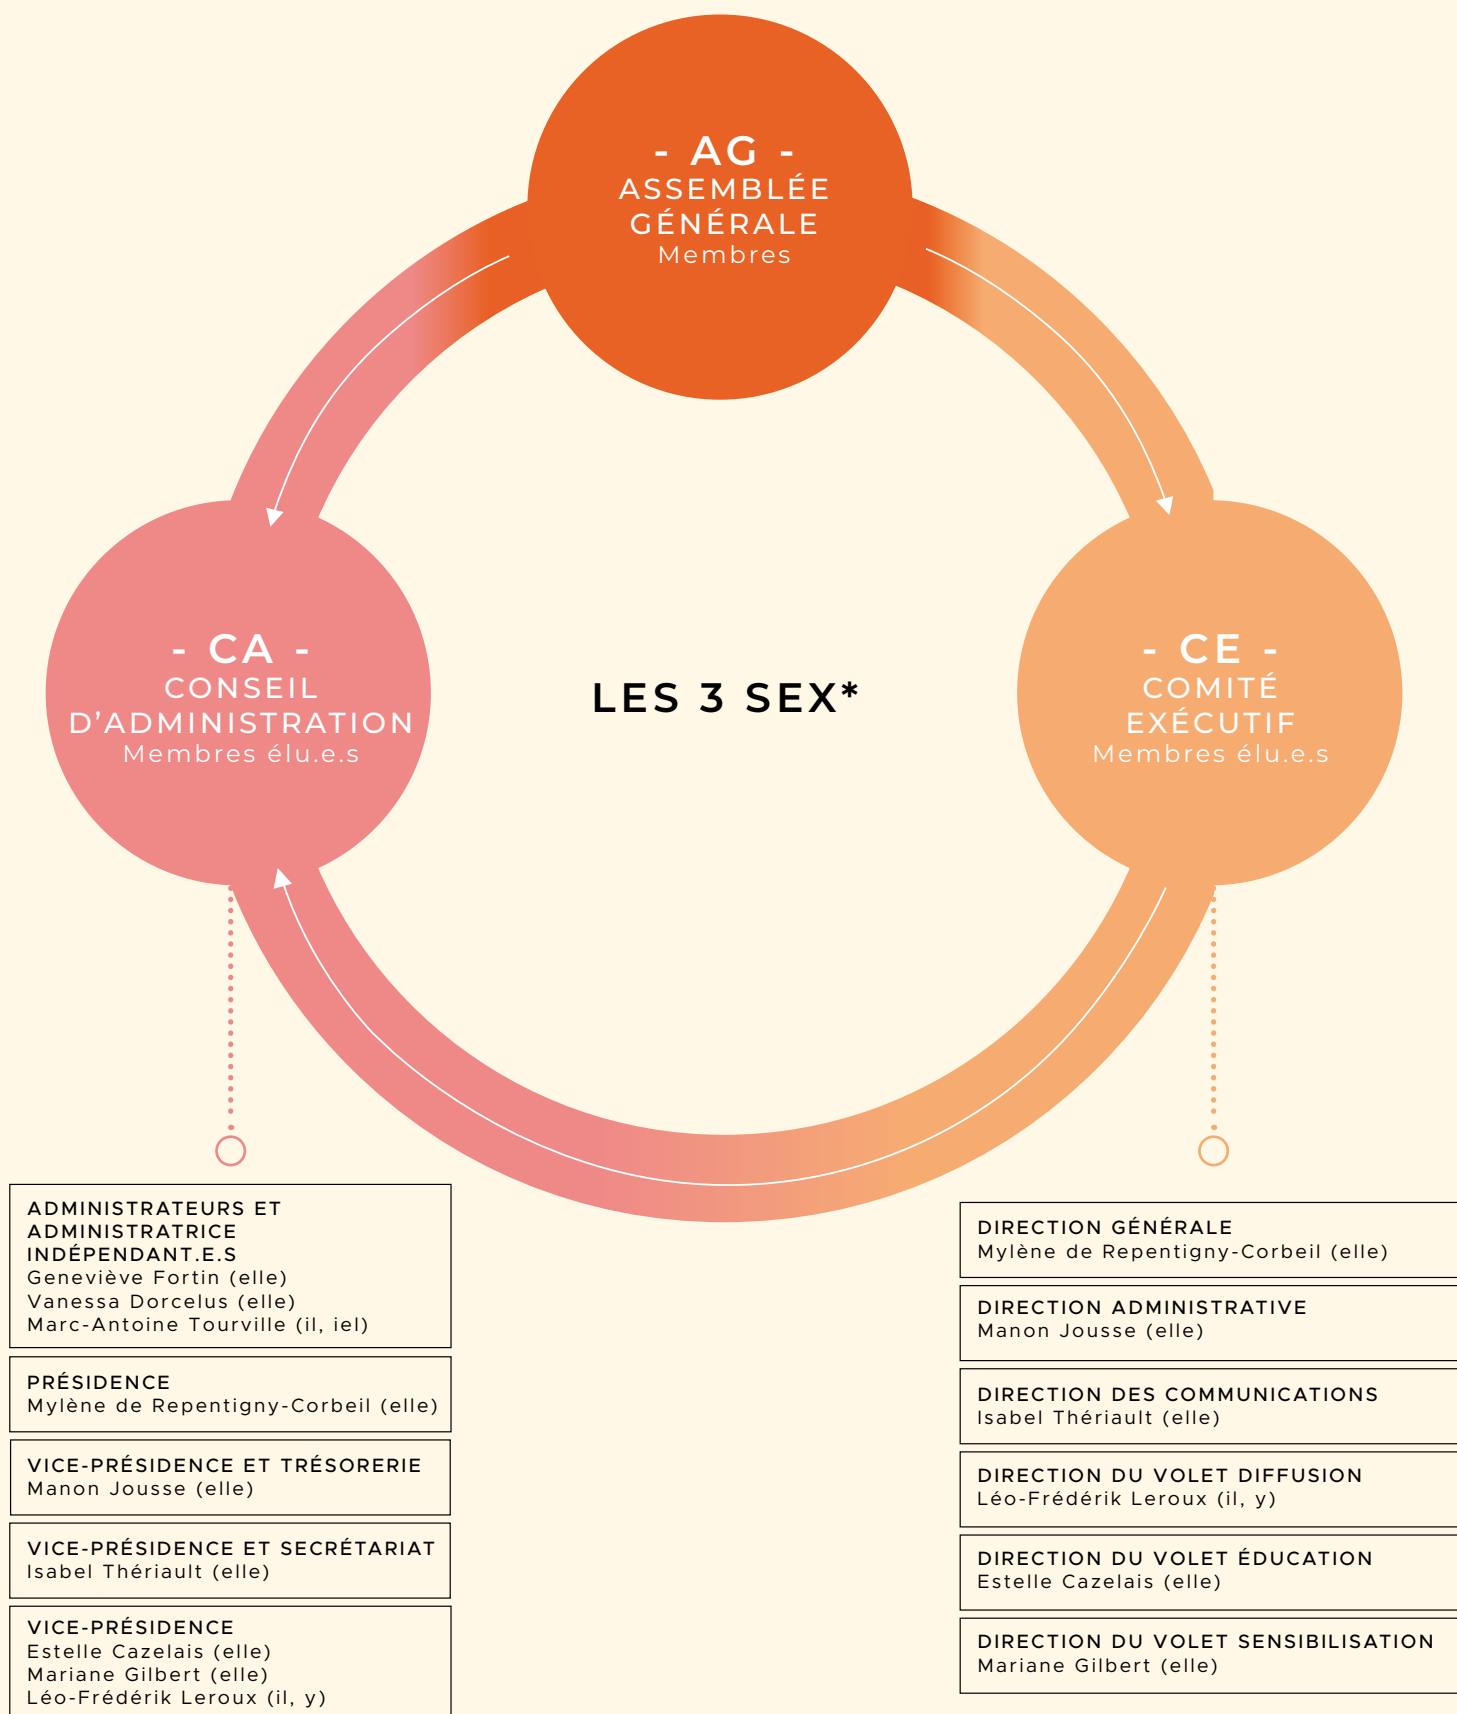 - AG -
ASSEMBLÉE
GÉNÉRALE
Membres
- CA -
CONSEIL
D'ADMINISTRATION
Membres élu.e.s
LES 3 SEX*
- CE -
COMITÉ
EXÉCUTIF
Membres élu.e.s
ADMINISTRATEURS ET
ADMINISTRATRICE
INDÉPENDANT.E.S
Geneviève Fortin (elle)
Vanessa Dorcelus (elle)
Marc-Antoine Tourville (il, iel)
PRÉSIDENCE
Mylène de Repentigny-Corbeil (elle)
VICE-PRÉSIDENCE ET TRÉSORERIE
Manon Jousse (elle)
VICE-PRÉSIDENCE ET SECRÉTARIAT
Isabel Thériault (elle)
VICE-PRÉSIDENCE
Estelle Cazelais (elle)
Mariane Gilbert (elle)
Léo-Frédérik Leroux (il, y)
DIRECTION GÉNÉRALE
Mylène de Repentigny-Corbeil (elle)
DIRECTION ADMINISTRATIVE
Manon Jousse (elle)
DIRECTION DES COMMUNICATIONS
Isabel Thériault (elle)
DIRECTION DU VOLET DIFFUSION
Léo-Frédérik Leroux (il, y)
DIRECTION DU VOLET ÉDUCATION
Estelle Cazelais (elle)
DIRECTION DU VOLET SENSIBILISATION
Mariane Gilbert (elle)